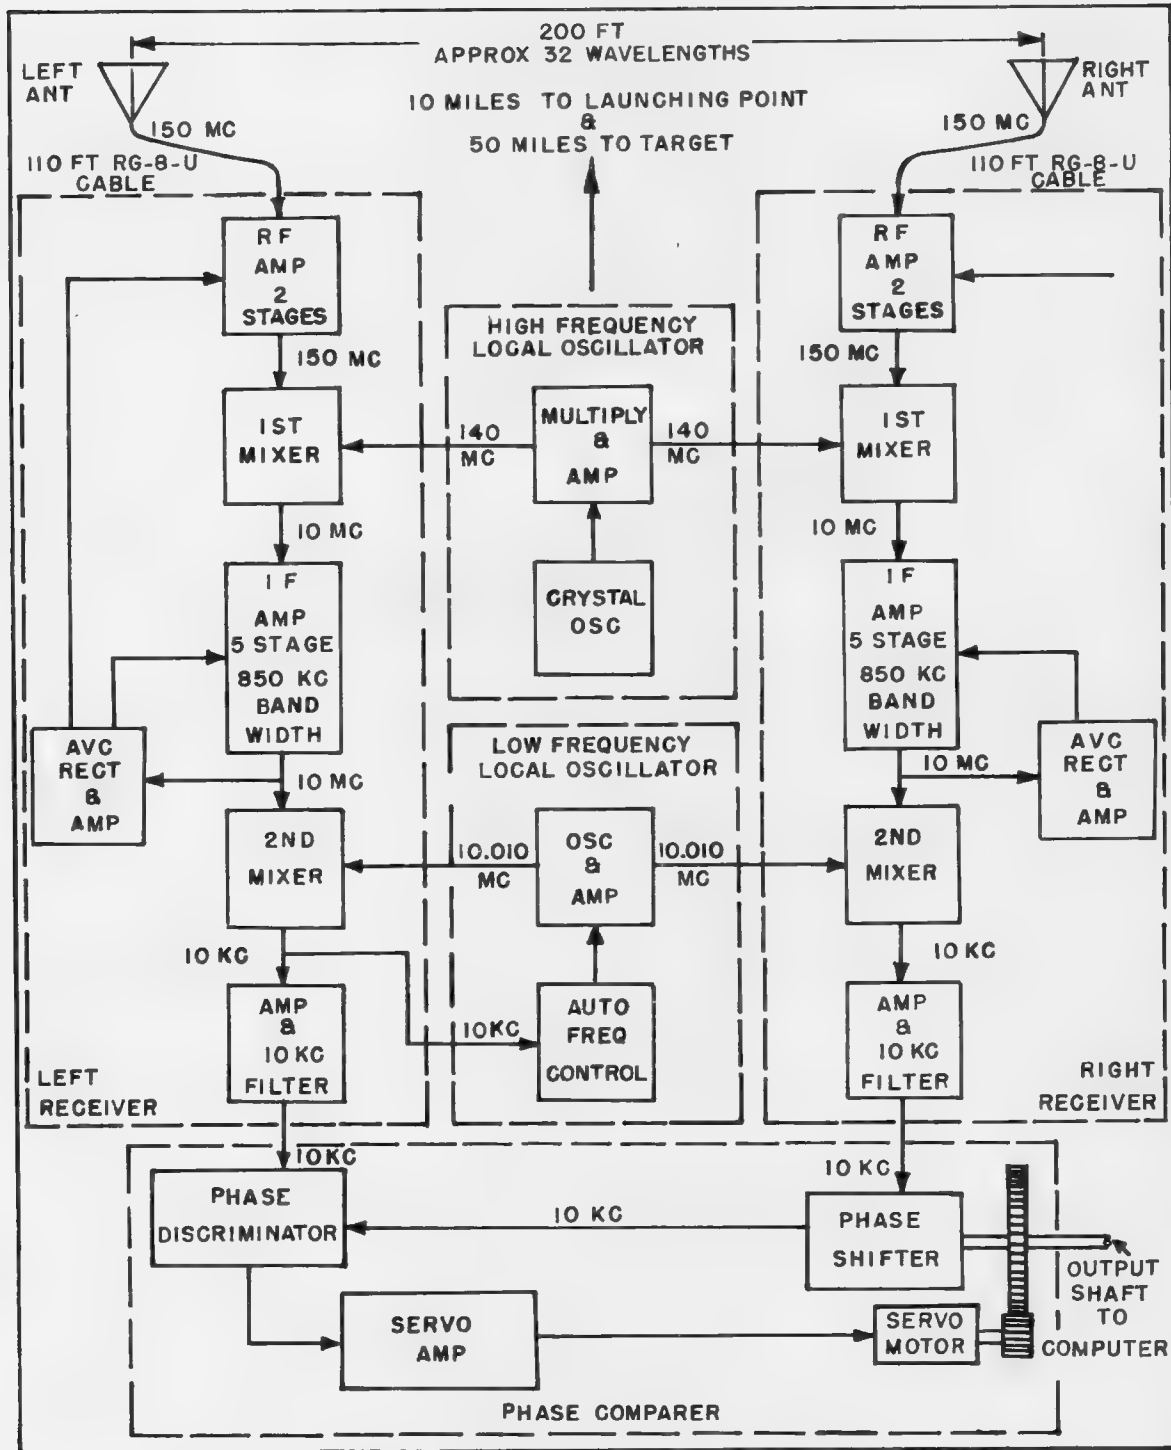 200 FT
APPROX 32 WAVELENGTHS
LEFT
ANT
RIGHT
ANT
10 MILES TO LAUNCHING POINT
&
50 MILES TO TARGET
150 MC
150 MC
110 FT RG-8-U
CABLE
110 FT RG-8-U
CABLE
RF
AMP
2
STAGES
RF
AMP
2
STAGES
150 MC
150 MC
HIGH FREQUENCY
LOCAL OSCILLATOR
1ST
MIXER
140
MC
MULTIPLY
&
AMP
140
MC
1ST
MIXER
10 MC
10 MC
CRYSTAL
OSC
IF
AMP
5 STAGE
850 KC
BAND
WIDTH
IF
AMP
5 STAGE
850 KC
BAND
WIDTH
AVC
RECT
&
AMP
AVC
RECT
&
AMP
10 MC
10 MC
LOW FREQUENCY
LOCAL OSCILLATOR
2ND
MIXER
10.010
MC
OSC
&
AMP
10.010
MC
2ND
MIXER
10 KC
10 KC
AMP
&
10 KC
FILTER
10KC
AUTO
FREQ
CONTROL
AMP
&
10 KC
FILTER
LEFT
RECEIVER
RIGHT
RECEIVER
10KC
10 KC
PHASE
DISCRIMINATOR
10 KC
PHASE
SHIFTER
OUTPUT
SHAFT
TO
COMPUTER
SERVO
AMP
SERVO
MOTOR
PHASE COMPARER